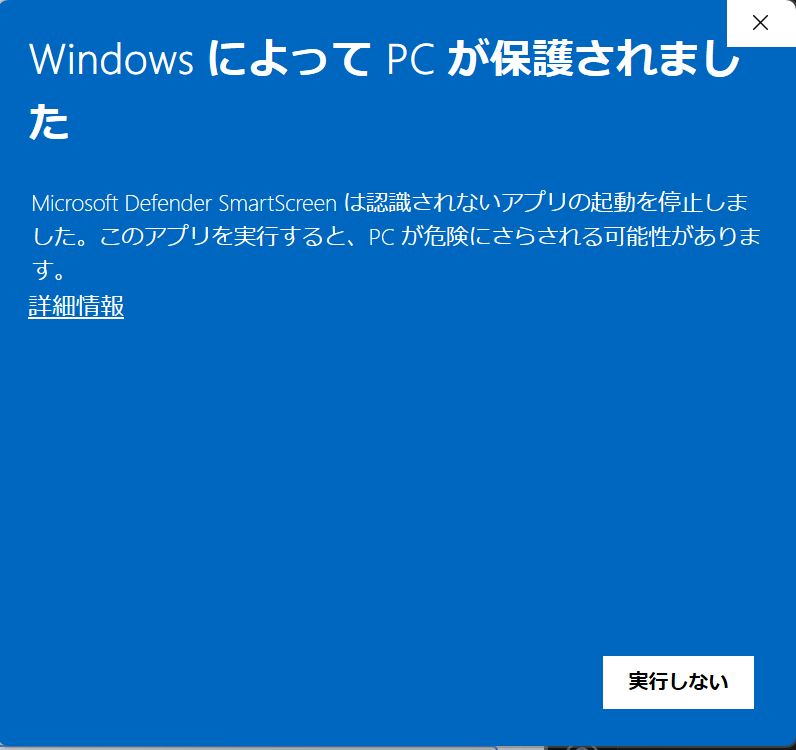 Windows によって PC が保護されまし
た
Microsoft Defender SmartScreen は認識されないアプリの起動を停止しま
した。このアプリを実行すると、PC が危険にさらされる可能性がありま
す。
詳細情報
実行しない